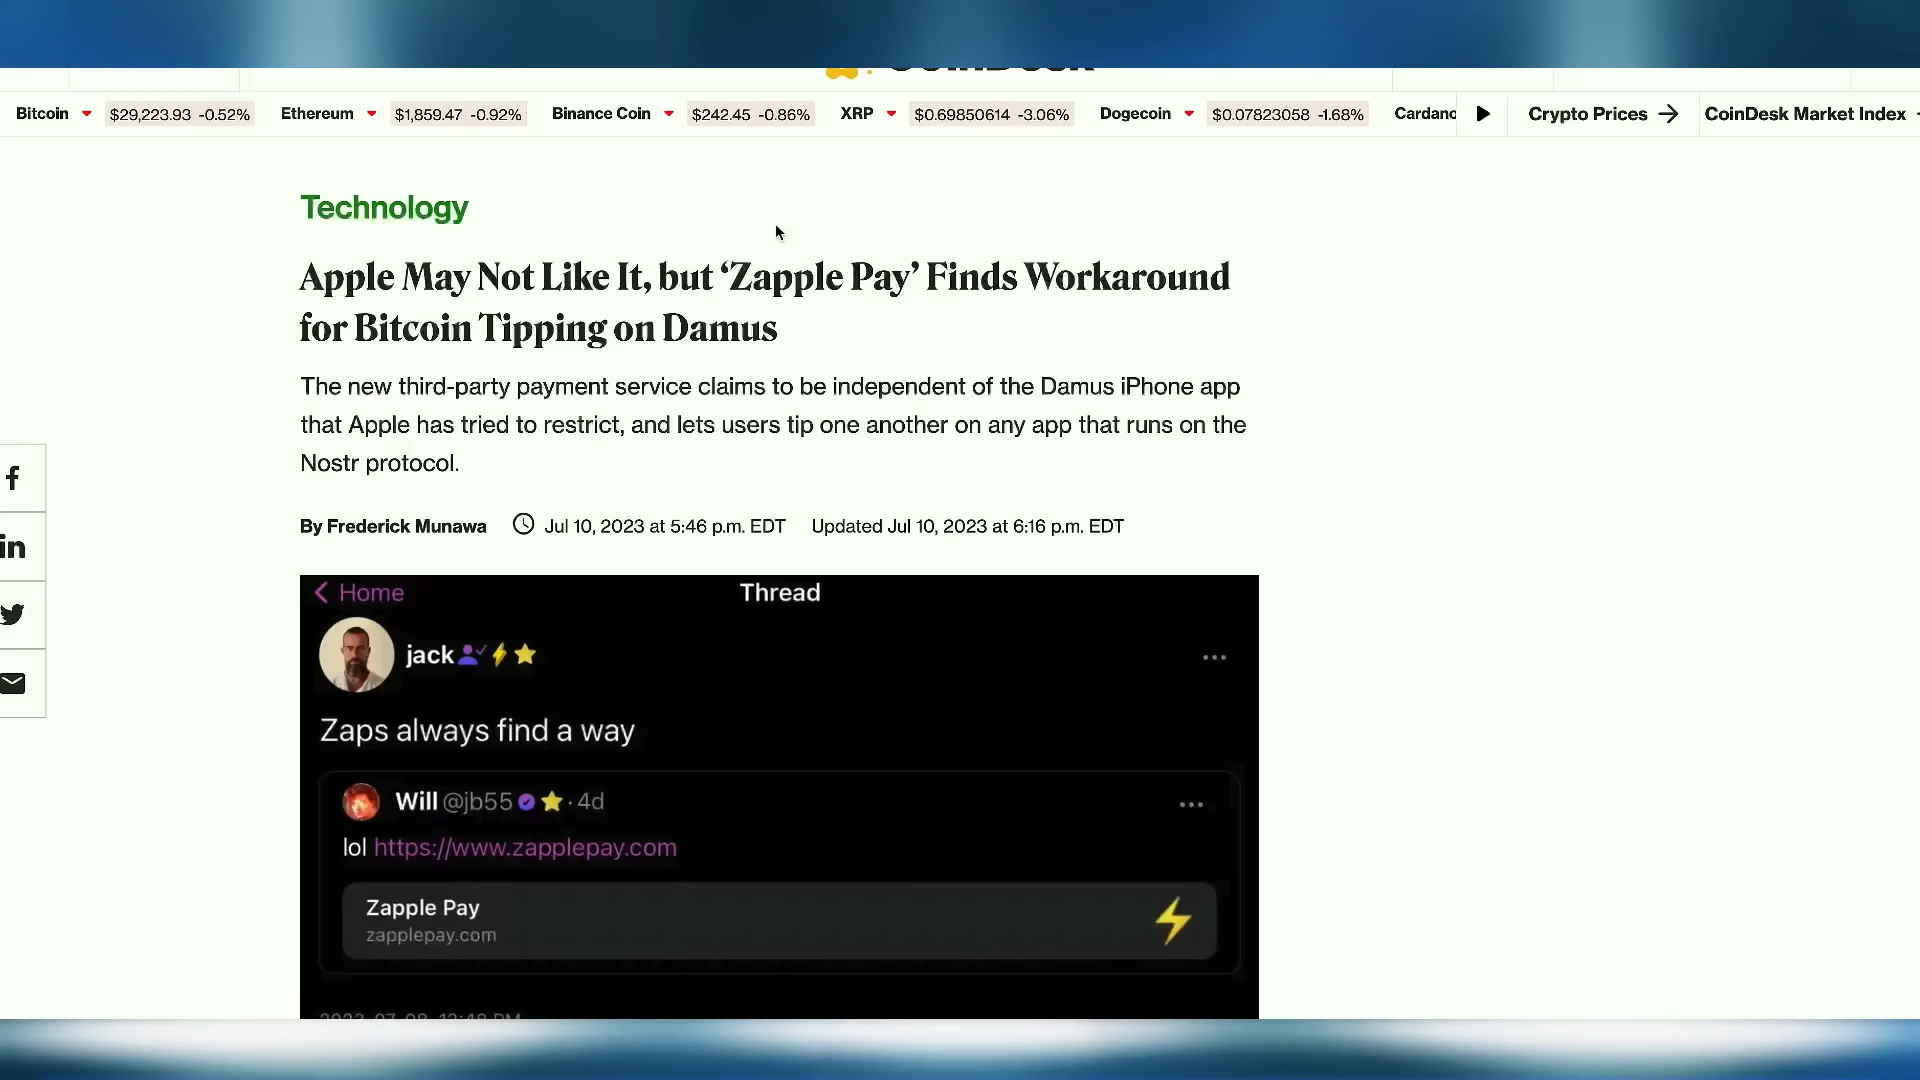 Bitcoin $29,223.93 -0.52% Ethereum $1,859.47 -0.92% Binance Coin $242.45 -0.86% XRP $0.69850614 -3.06% Dogecoin $0.07823058 -1.68% Cardano Crypto Prices → CoinDesk Market Index
Technology
Apple May Not Like It, but ‘Zapple Pay’ Finds Workaround
for Bitcoin Tipping on Damus
The new third-party payment service claims to be independent of the Damus iPhone app
that Apple has tried to restrict, and lets users tip one another on any app that runs on the
Nostr protocol.
By Frederick Munawa Jul 10, 2023 at 5:46 p.m. EDT Updated Jul 10, 2023 at 6:16 p.m. EDT
Home Thread
jack
Zaps always find a way
Will @jb55 · 4d
lol https://www.zapplepay.com
Zapple Pay
zapplepay.com